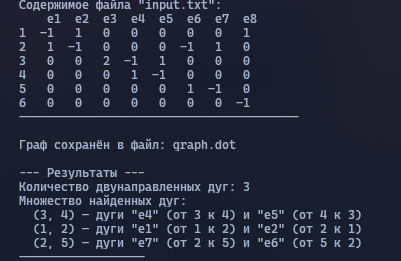 Содержимое файла "input.txt":
    e1  e2  e3  e4  e5  e6  e7  e8
1  -1   1   0   0   0   0   0   1
2   1  -1   0   0   0  -1   1   0
3   0   0   2  -1   1   0   0   0
4   0   0   0   1  -1   0   0   0
5   0   0   0   0   0   1  -1   0
6   0   0   0   0   0   0   0  -1
Граф сохранён в файл: graph.dot
--- Результаты ---
Количество двунаправленных дуг: 3
Множество найденных дуг:
(3, 4) — дуги "e4" (от 3 к 4) и "e5" (от 4 к 3)
(1, 2) — дуги "e1" (от 1 к 2) и "e2" (от 2 к 1)
(2, 5) — дуги "e7" (от 2 к 5) и "e6" (от 5 к 2)